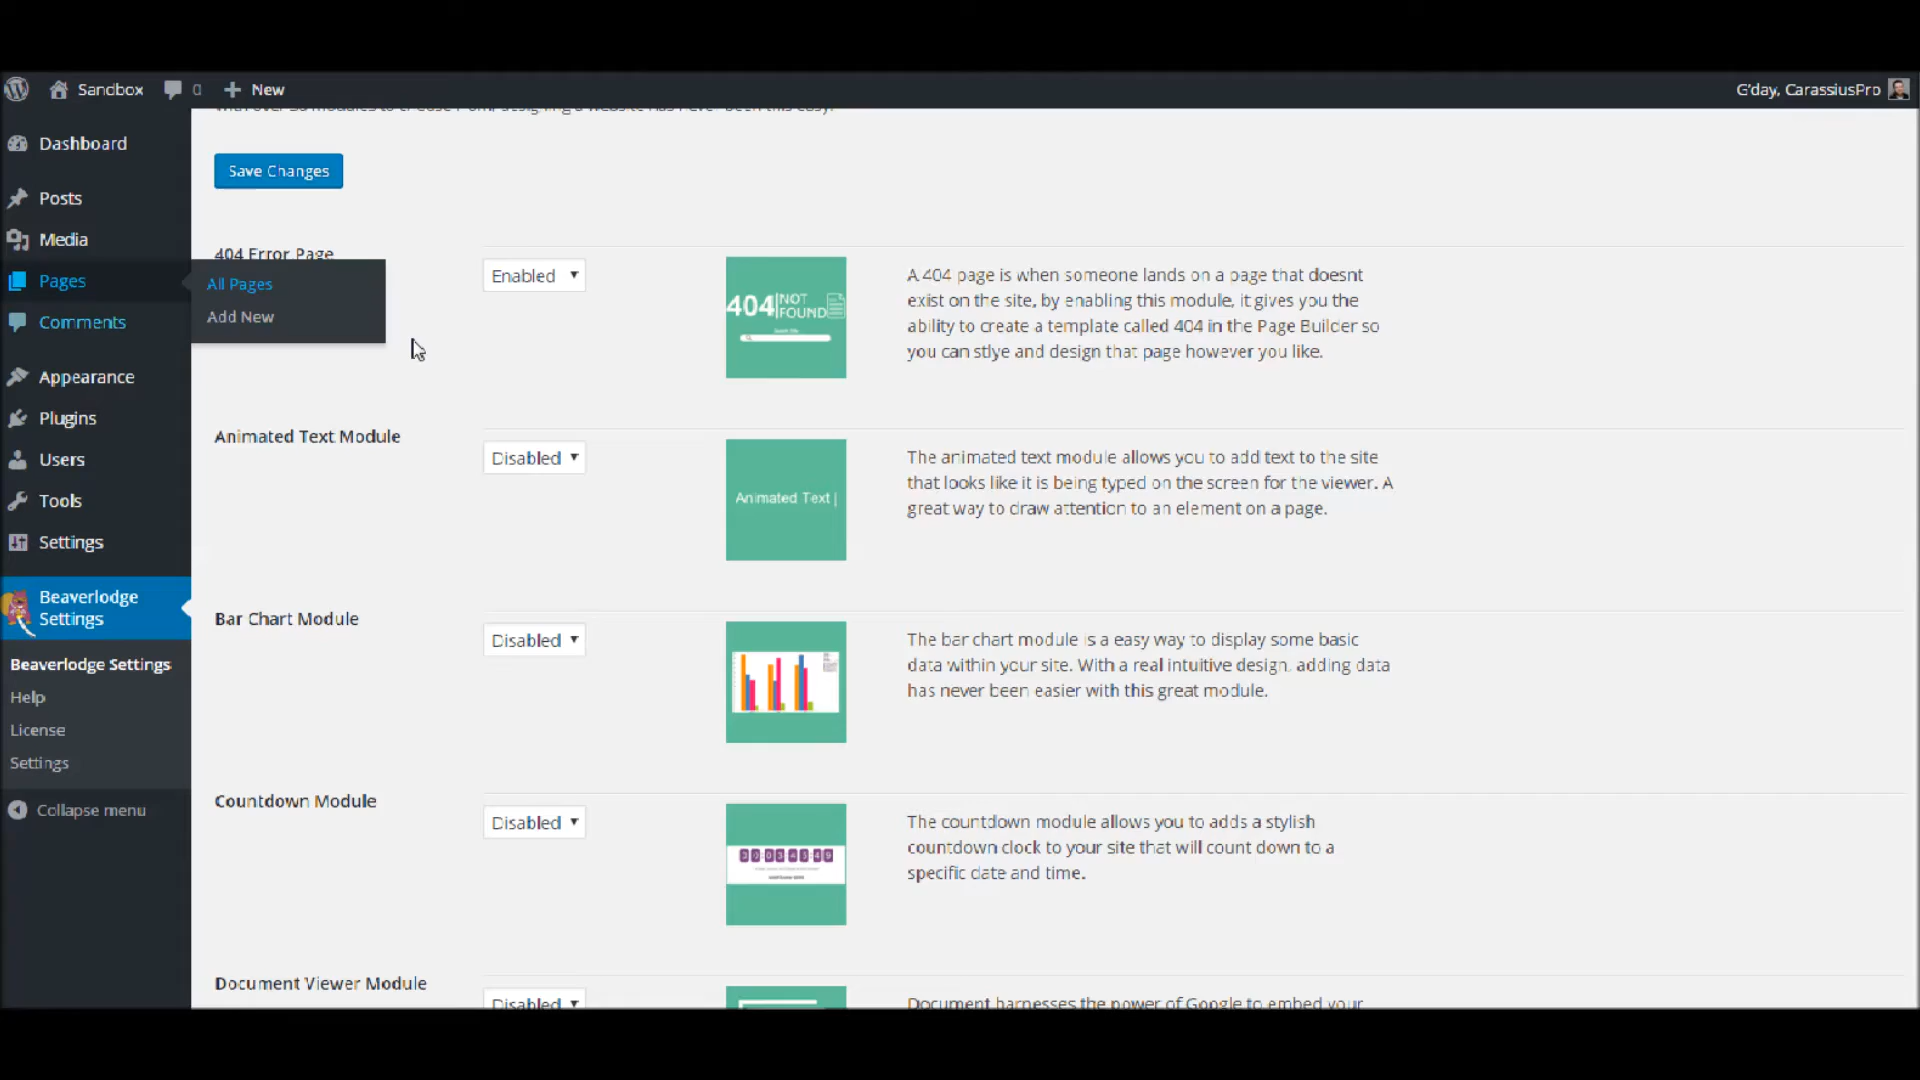 Sandbox
0
New
G'day, CarassiusPro
Dashboard
Posts
Media
Pages
Comments
Appearance
Plugins
Users
Tools
Settings
Beaverlodge
Settings
Beaverlodge Settings
Help
License
Settings
Collapse menu
All Pages
Add New
Save Changes
404 Error Page
Enabled
404 NOT
FOUND
A 404 page is when someone lands on a page that doesnt
exist on the site, by enabling this module, it gives you the
ability to create a template called 404 in the Page Builder so
you can stlye and design that page however you like.
Animated Text Module
Disabled
Animated Text |
The animated text module allows you to add text to the site
that looks like it is being typed on the screen for the viewer. A
great way to draw attention to an element on a page.
Bar Chart Module
Disabled
The bar chart module is a easy way to display some basic
data within your site. With a real intuitive design, adding data
has never been easier with this great module.
Countdown Module
Disabled
The countdown module allows you to adds a stylish
countdown clock to your site that will count down to a
specific date and time.
Document Viewer Module
Disabled
Document harnesses the power of Google to embed your